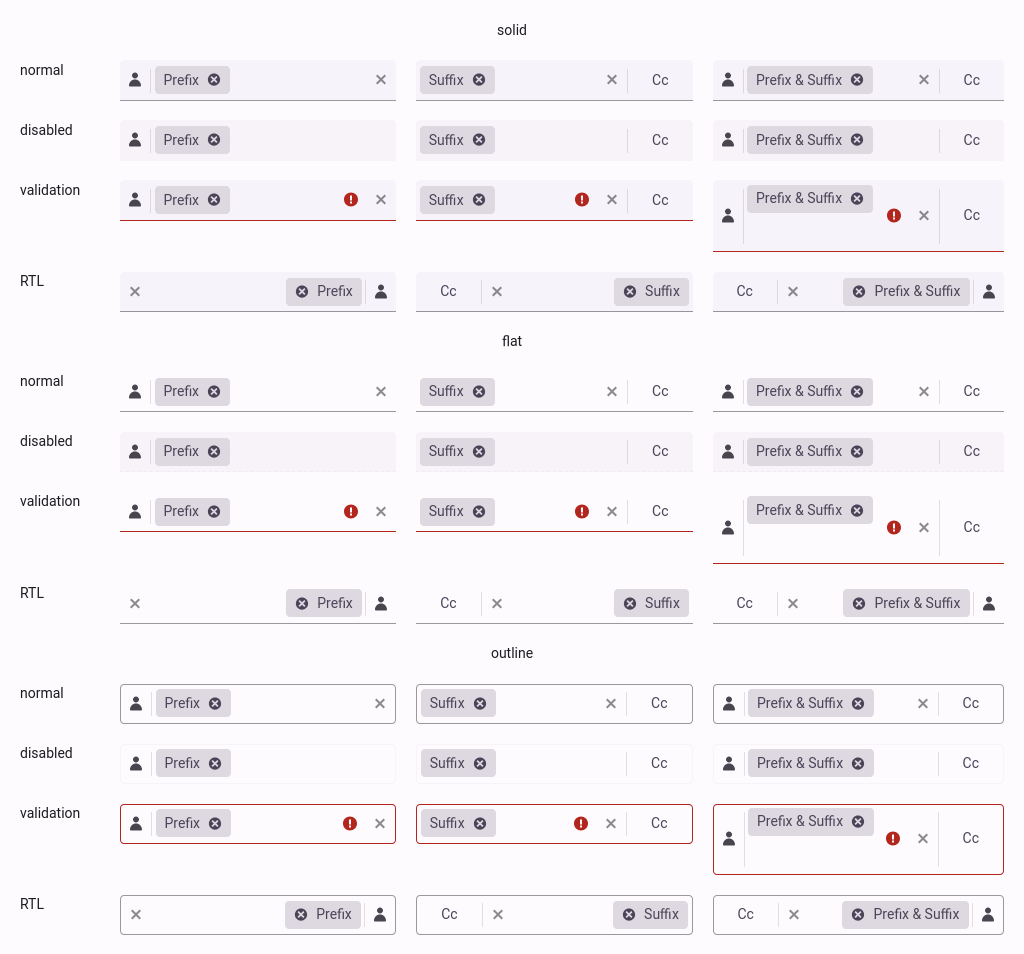 solid
normal Prefix Suffix Cc Prefix & Suffix Cc
disabled Prefix Suffix Cc Prefix & Suffix Cc
validation Prefix Suffix Cc Prefix & Suffix Cc
RTL Prefix Cc Suffix Cc Prefix & Suffix
flat
normal Prefix Suffix Cc Prefix & Suffix Cc
disabled Prefix Suffix Cc Prefix & Suffix Cc
validation Prefix Suffix Cc Prefix & Suffix Cc
RTL Prefix Cc Suffix Cc Prefix & Suffix
outline
normal Prefix Suffix Cc Prefix & Suffix Cc
disabled Prefix Suffix Cc Prefix & Suffix Cc
validation Prefix Suffix Cc Prefix & Suffix Cc
RTL Prefix Cc Suffix Cc Prefix & Suffix